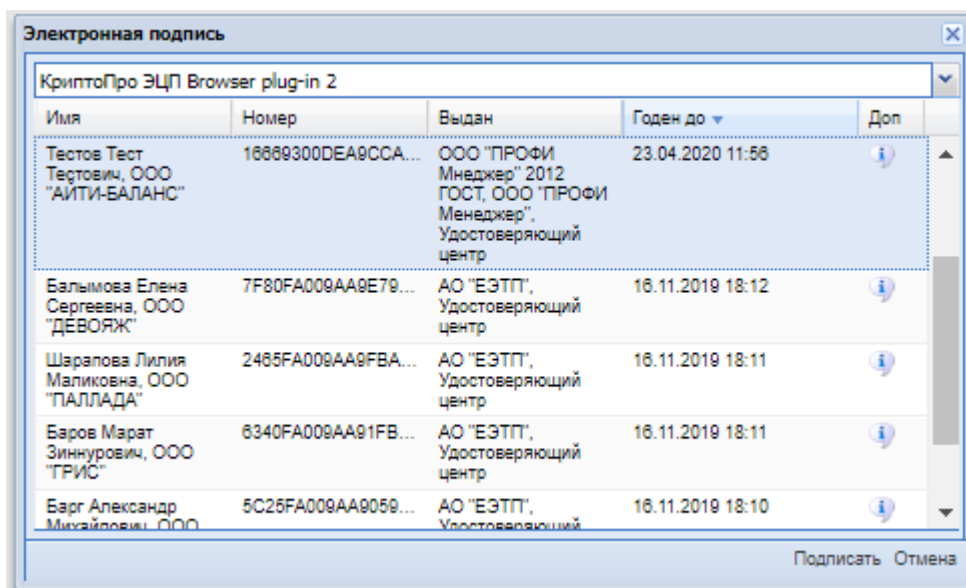 Электронная подпись
КриптоПро ЭЦП Browser plug-in 2
Имя Номер Выдан Годен до Доп
Тестов Тест
Тестович, ООО
"АЙТИ-БАЛАНС"
16669300DEA9CCA...
ООО "ПРОФИ
Мнеджер" 2012
ГОСТ, ООО "ПРОФИ
Менеджер",
Удостоверяющий
центр
23.04.2020 11:56
Балымова Елена
Сергеевна, ООО
"ДЕВОЯЖ"
7F80FA009AA9E79...
АО "ЕЭТП",
Удостоверяющий
центр
16.11.2019 18:12
Шарапова Лилия
Маликовна, ООО
"ПАЛЛАДА"
2465FA009AA9FBA...
АО "ЕЭТП",
Удостоверяющий
центр
16.11.2019 18:11
Баров Марат
Зиннурович, ООО
"ГРИС"
6340FA009AA91FB...
АО "ЕЭТП",
Удостоверяющий
центр
16.11.2019 18:11
Барг Александр
Михайлович, ООО
5C25FA009AA9059...
АО "ЕЭТП",
Удостоверяющий
16.11.2019 18:10
Подписать Отмена